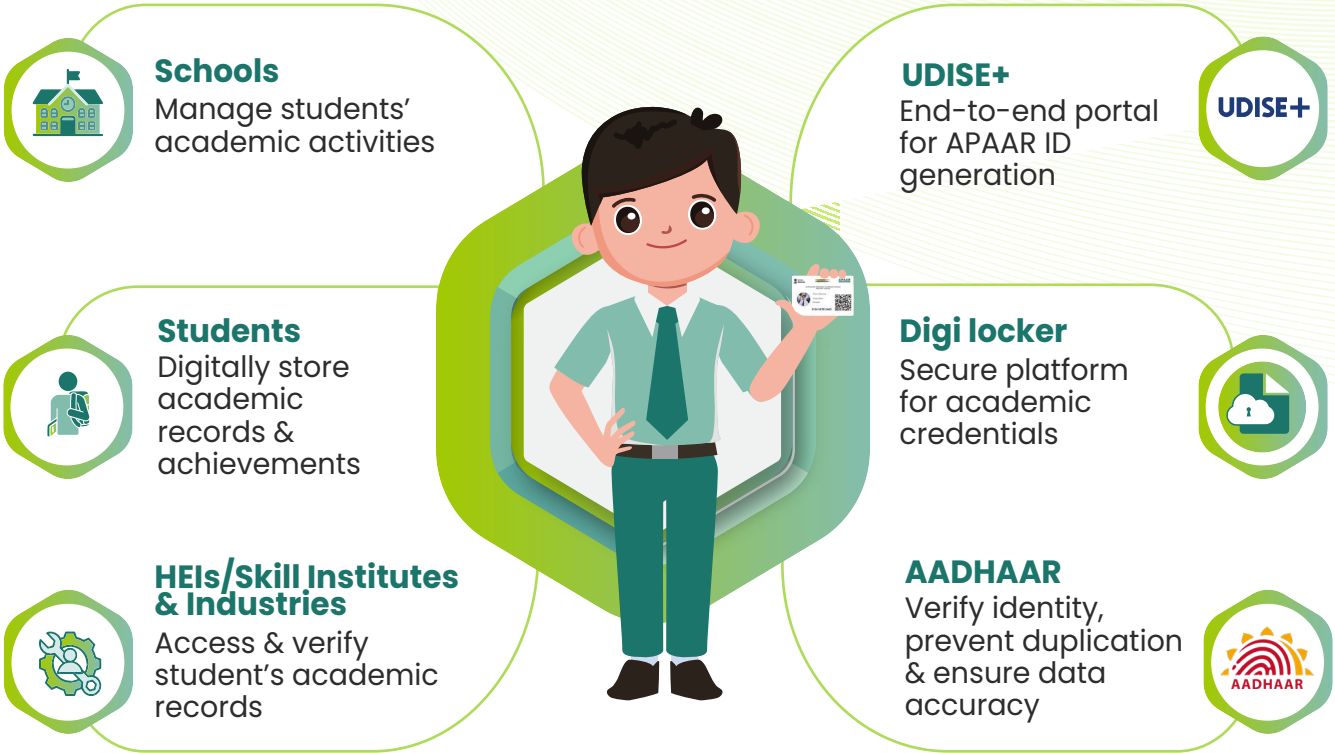 Schools
Manage students’
academic activities
Students
Digitally store
academic
records &
achievements
HEIs/Skill Institutes
& Industries
Access & verify
student’s academic
records
UDISE+
End-to-end portal
for APAAR ID
generation
UDISE+
Digi locker
Secure platform
for academic
credentials
AADHAAR
Verify identity,
prevent duplication
& ensure data
accuracy
AADHAAR